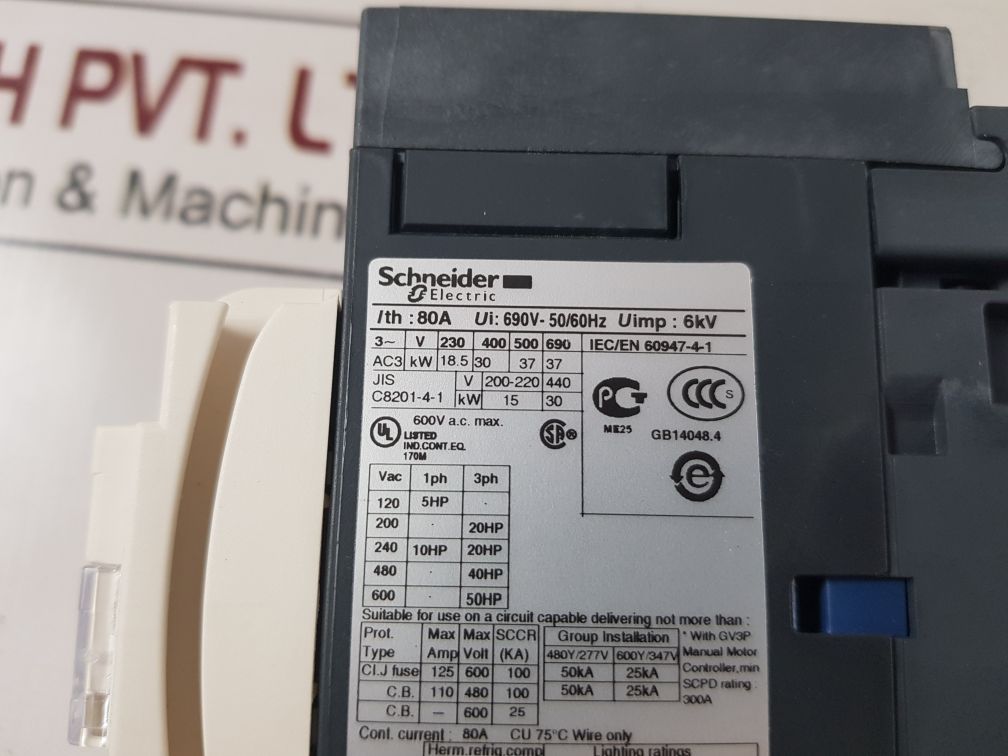 H PVT. LT
on & Machin
Schneider
Electric
Ith : 80A Ui: 690V- 50/60Hz Uimp : 6kV
3~ V 230 400 500 690 IEC/EN 60947-4-1
AC3 kW 18.5 30 37 37
JIS V 200-220 440
C8201-4-1 kW 15 30
UL 600V a.c. max. SA® PG CCC S
LISTED
IND.CONT.EQ.
170M
ME25 GB14048.4
e
Vac 1ph 3ph
120 5HP ·
200 · 20HP
240 10HP 20HP
480 · 40HP
600 · 50HP
Suitable for use on a circuit capable delivering not more than :
Prot. Max Max SCCR Group Installation * With GV3P
Type Amp Volt (KA) 480Y/277V 600Y/347V Manual Motor
Cl.J fuse 125 600 100 50kA 25kA Controller,min
C.B. 110 480 100 50kA 25kA SCPD rating :
C.B. — 600 25 300A
Cont. current : 80A CU 75°C Wire only
Herm.refrig.comp Lighting ratings